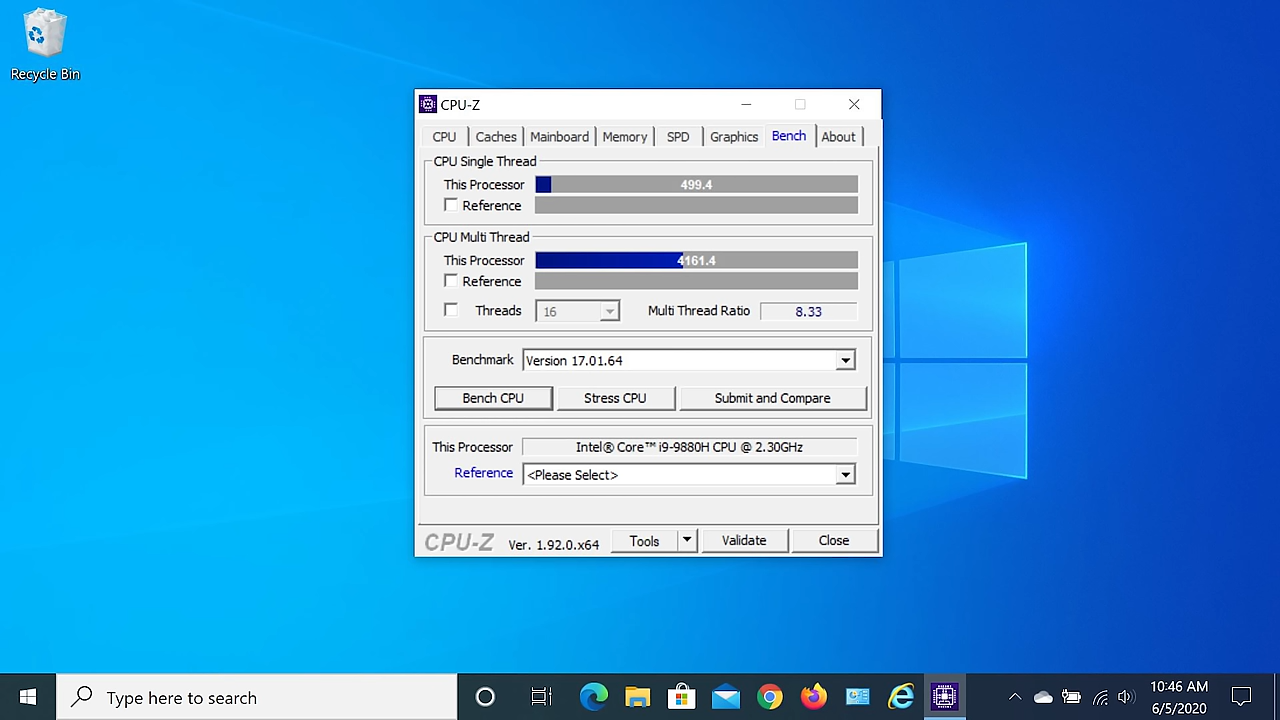 Recycle Bin
CPU-Z
CPU Caches Mainboard Memory SPD Graphics Bench About
CPU Single Thread
This Processor 499.4
Reference
CPU Multi Thread
This Processor 4161.4
Reference
Threads 16 Multi Thread Ratio 8.33
Benchmark Version 17.01.64
Bench CPU Stress CPU Submit and Compare
This Processor Intel® Core™ i9-9880H CPU @ 2.30GHz
Reference <Please Select>
CPU-Z Ver. 1.92.0.x64 Tools Validate Close
Type here to search
10:46 AM
6/5/2020